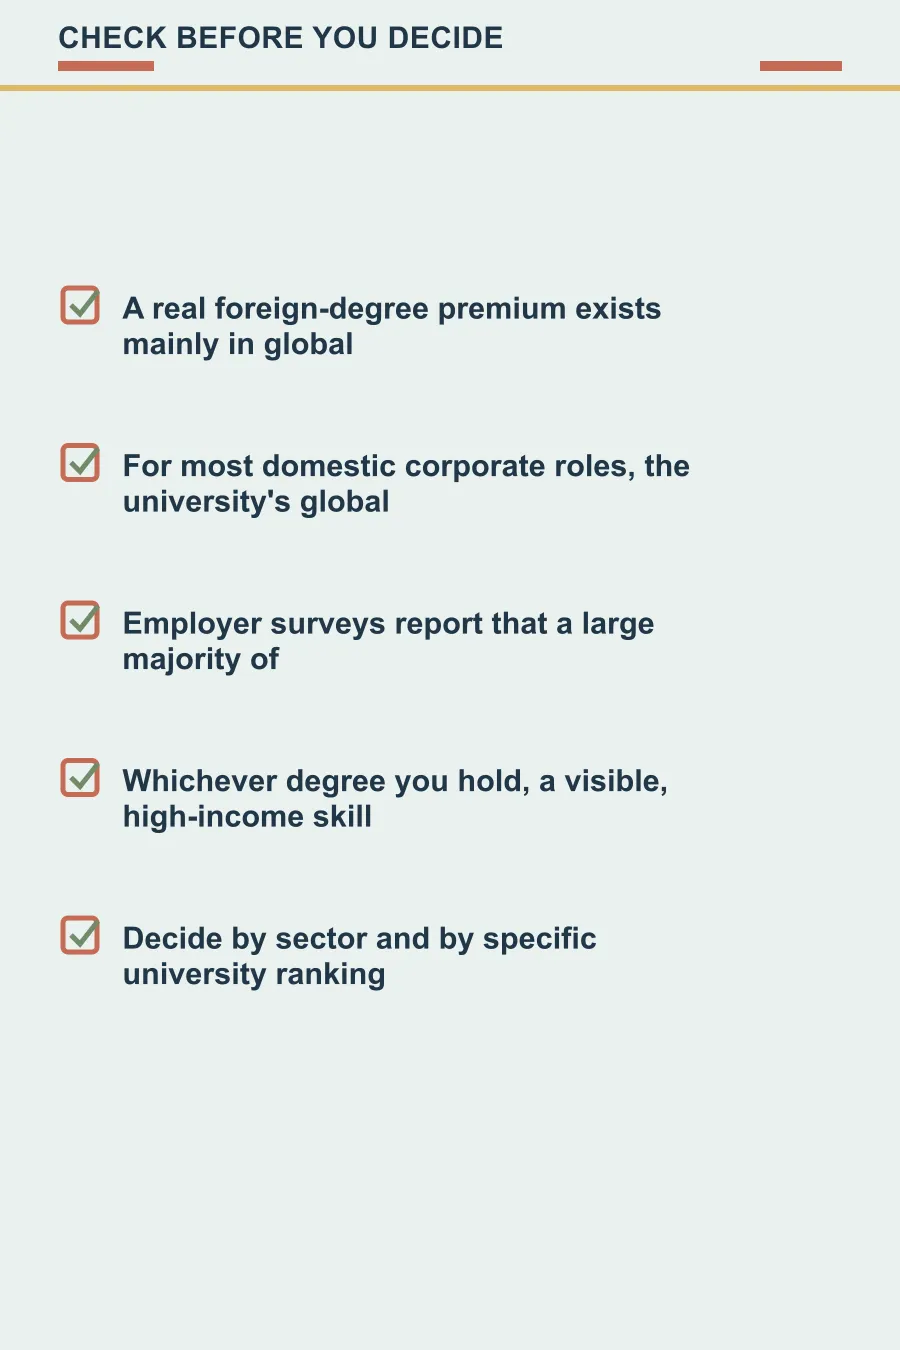 CHECK BEFORE YOU DECIDE
A real foreign-degree premium exists
mainly in global
For most domestic corporate roles, the
university's global
Employer surveys report that a large
majority of
Whichever degree you hold, a visible,
high-income skill
Decide by sector and by specific
university ranking